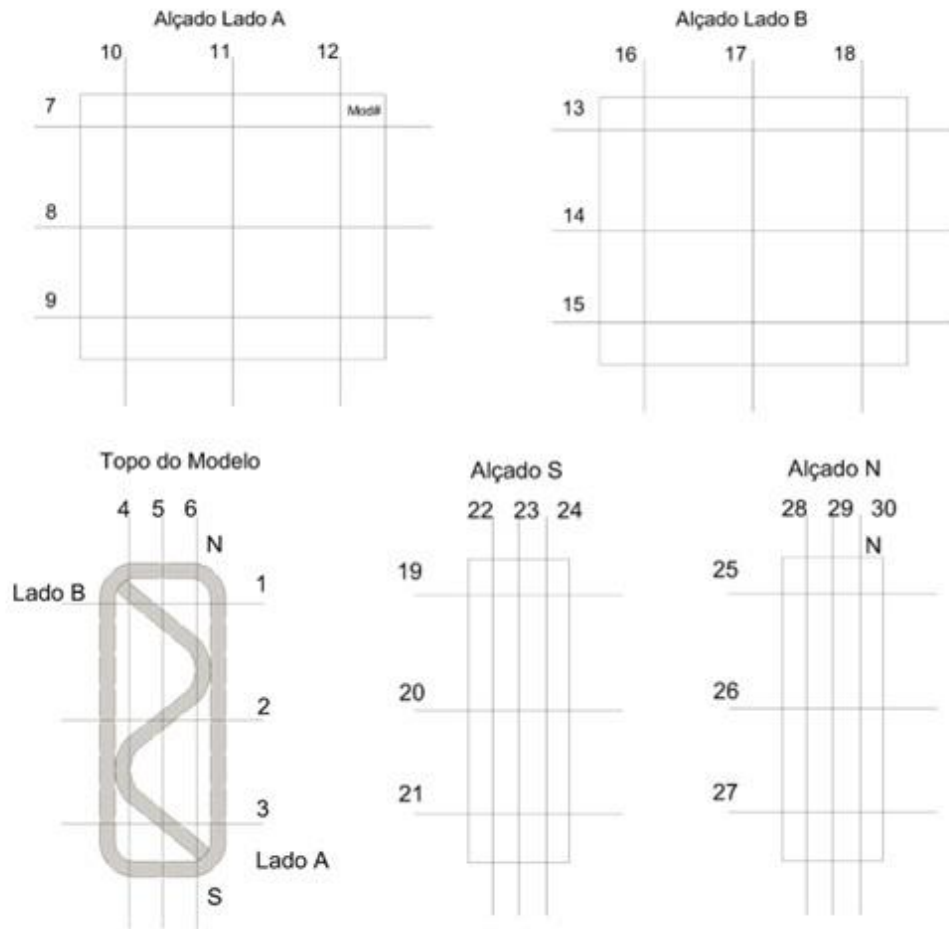 Alçado Lado A
10 11 12
7 Mod#
8
9
Alçado Lado B
16 17 18
13
14
15
Topo do Modelo
4 5 6
N
Lado B 1
2
3
Lado A
S
Alçado S
22 23 24
19
20
21
Alçado N
28 29 30
N
25
26
27